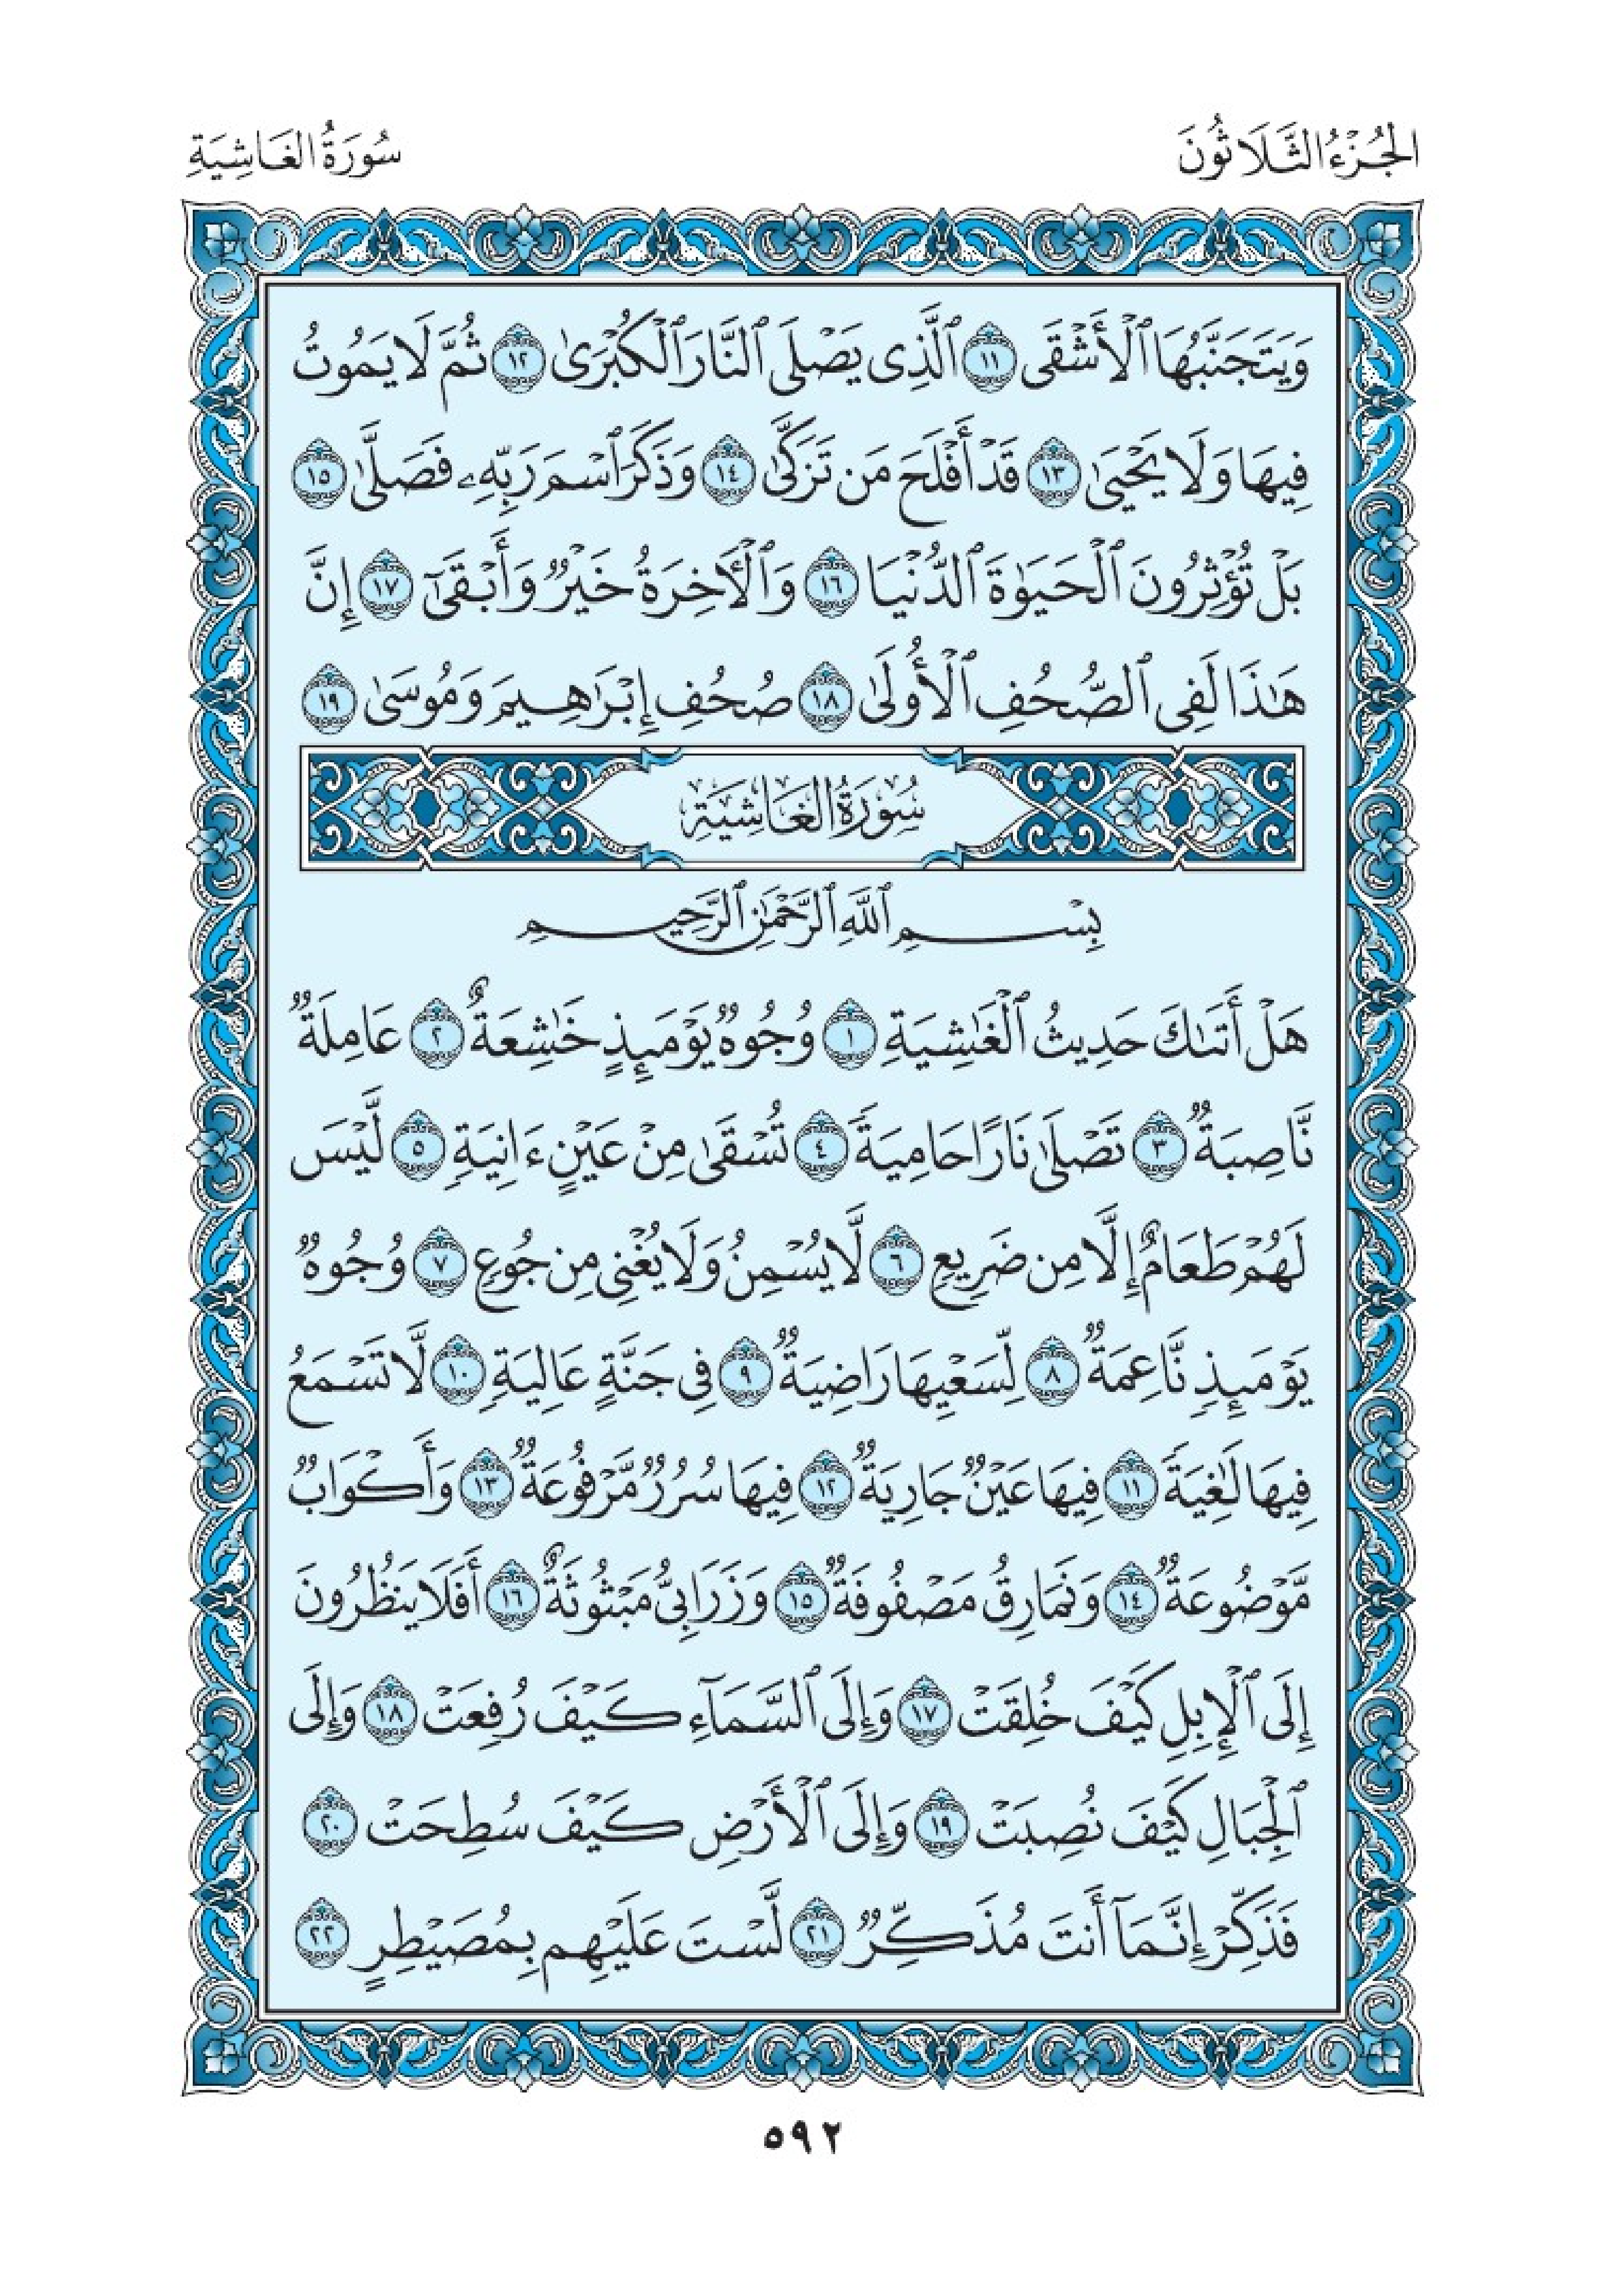 الجُزْءُ الثَّلَاثُونَ
سُورَةُ الغَاشِيَةِ
وَيَتَجَنَّبُهَا ٱلْأَشْقَى ١١ ٱلَّذِى يَصْلَى ٱلنَّارَ ٱلْكُبْرَىٰ ١٢ ثُمَّ لَا يَمُوتُ
فِيهَا وَلَا يَحْيَىٰ ١٣ قَدْ أَفْلَحَ مَن تَزَكَّىٰ ١٤ وَذَكَرَ ٱسْمَ رَبِّهِۦ فَصَلَّىٰ ١٥
بَلْ تُؤْثِرُونَ ٱلْحَيَوٰةَ ٱلدُّنْيَا ١٦ وَٱلْأَخِرَةُ خَيْرٌ وَأَبْقَىٰٓ ١٧ إِنَّ
هَٰذَا لَفِى ٱلصُّحُفِ ٱلْأُولَىٰ ١٨ صُحُفِ إِبْرَٰهِيمَ وَمُوسَىٰ ١٩
سُورَةُ الغَاشِيَةِ
بِسْمِ ٱللَّهِ ٱلرَّحْمَٰنِ ٱلرَّحِيمِ
هَلْ أَتَىٰكَ حَدِيثُ ٱلْغَٰشِيَةِ ١ وُجُوهٌ يَوْمَئِذٍ خَٰشِعَةٌ ٢ عَامِلَةٌ
نَّاصِبَةٌ ٣ تَصْلَىٰ نَارًا حَامِيَةً ٤ تُسْقَىٰ مِنْ عَيْنٍ ءَانِيَةٍ ٥ لَّيْسَ
لَهُمْ طَعَامٌ إِلَّا مِن ضَرِيعٍ ٦ لَّا يُسْمِنُ وَلَا يُغْنِى مِن جُوعٍ ٧ وُجُوهٌ
يَوْمَئِذٍ نَّاعِمَةٌ ٨ لِّسَعْيِهَا رَاضِيَةٌ ٩ فِى جَنَّةٍ عَالِيَةٍ ١٠ لَّا تَسْمَعُ
فِيهَا لَٰغِيَةً ١١ فِيهَا عَيْنٌ جَارِيَةٌ ١٢ فِيهَا سُرُرٌ مَّرْفُوعَةٌ ١٣ وَأَكْوَابٌ
مَّوْضُوعَةٌ ١٤ وَنَمَارِقُ مَصْفُوفَةٌ ١٥ وَزَرَابِىُّ مَبْثُوثَةٌ ١٦ أَفَلَا يَنظُرُونَ
إِلَى ٱلْإِبِلِ كَيْفَ خُلِقَتْ ١٧ وَإِلَى ٱلسَّمَآءِ كَيْفَ رُفِعَتْ ١٨ وَإِلَى
ٱلْجِبَالِ كَيْفَ نُصِبَتْ ١٩ وَإِلَى ٱلْأَرْضِ كَيْفَ سُطِحَتْ ٢٠
فَذَكِّرْ إِنَّمَآ أَنتَ مُذَكِّرٌ ٢١ لَّسْتَ عَلَيْهِم بِمُصَيْطِرٍ ٢٢
٥٩٢